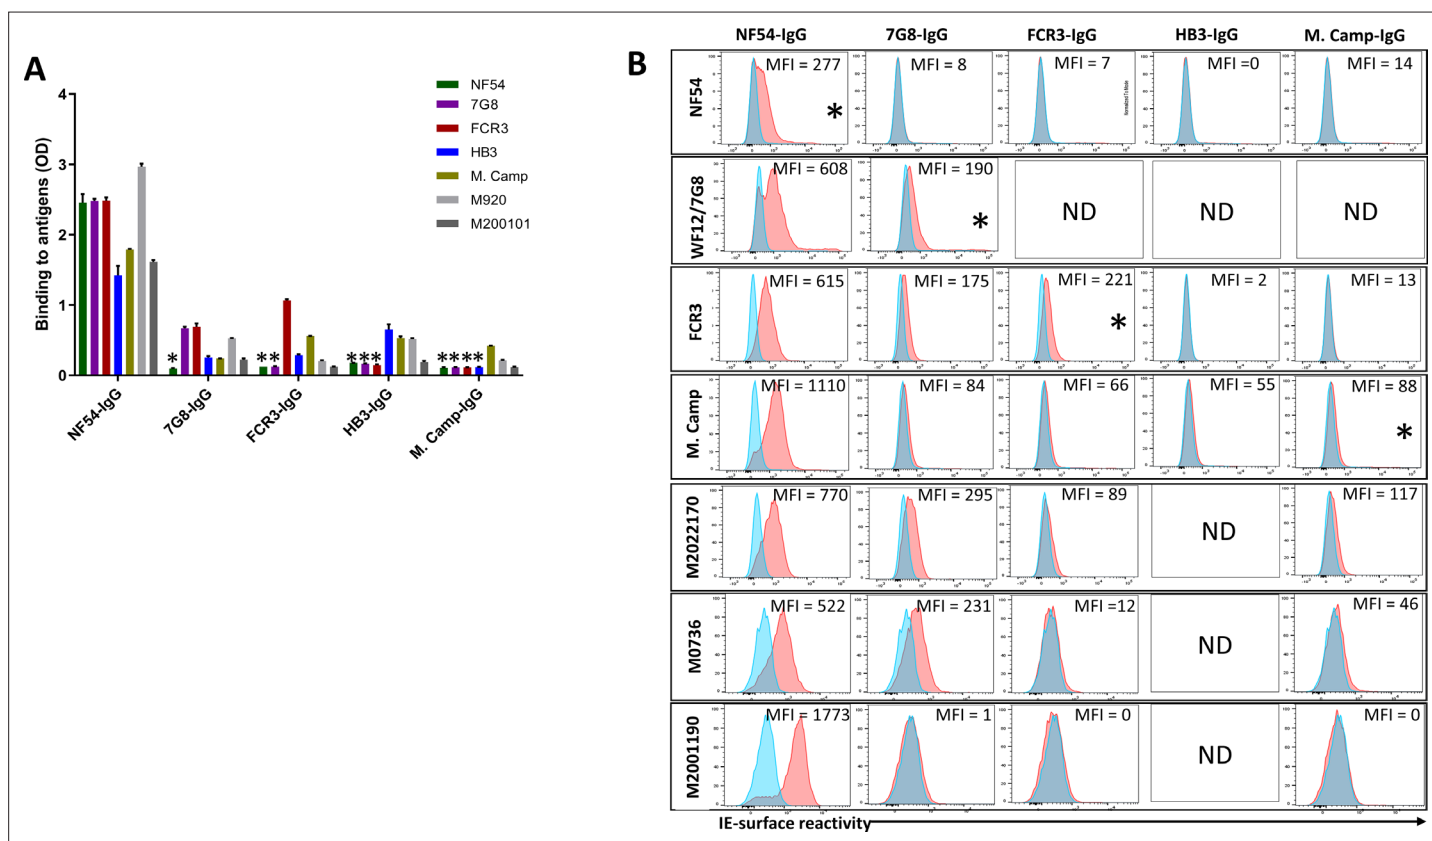 A
NF54
7G8
FCR3
HB3
M. Camp
M920
M200101
Binding to antigens (OD)
4
3
2
1
0
*
**
***
****
NF54-IgG
7G8-IgG
FCR3-IgG
HB3-IgG
M. Camp-IgG
B
NF54-IgG 7G8-IgG FCR3-IgG HB3-IgG M. Camp-IgG
NF54
MFI = 277 MFI = 8 MFI = 7 MFI =0 MFI = 14
*
WF12/7G8
MFI = 608 MFI = 190 ND ND ND
*
FCR3
MFI = 615 MFI = 175 MFI = 221 MFI = 2 MFI = 13
*
M. Camp
MFI = 1110 MFI = 84 MFI = 66 MFI = 55 MFI = 88
*
M2022170
MFI = 770 MFI = 295 MFI = 89 ND MFI = 117
M0736
MFI = 522 MFI = 231 MFI =12 ND MFI = 46
M2001190
MFI = 1773 MFI = 1 MFI = 0 ND MFI = 0
IE-surface reactivity